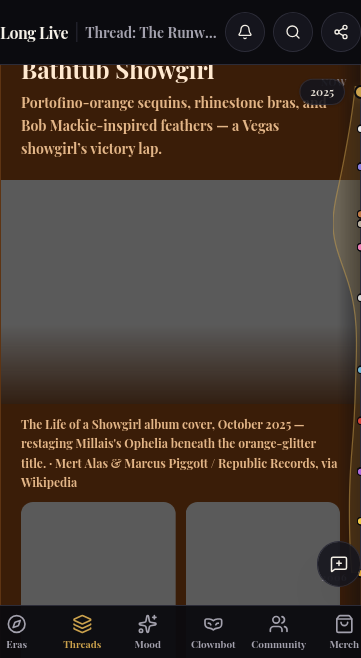 Long Live
Thread: The Runw...
Bathtub Showgirl
2025
Portofino-orange sequins, rhinestone bras, and
Bob Mackie-inspired feathers — a Vegas
showgirl's victory lap.
The Life of a Showgirl album cover, October 2025 —
restaging Millais's Ophelia beneath the orange-glitter
title. · Mert Alas & Marcus Piggott / Republic Records, via
Wikipedia
Eras
Threads
Mood
Clownbot
Community
Merch